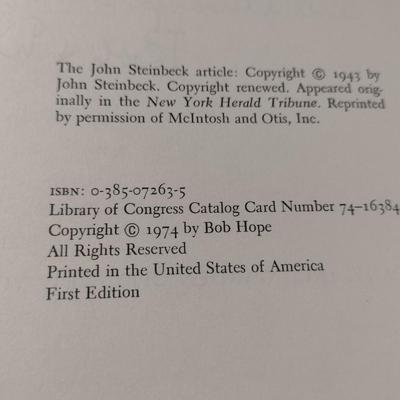 The John Steinbeck article: Copyright © 1943 by
John Steinbeck. Copyright renewed. Appeared orig-
inally in the New York Herald Tribune. Reprinted
by permission of McIntosh and Otis, Inc.
ISBN: 0-385-07263-5
Library of Congress Catalog Card Number 74-16384
Copyright © 1974 by Bob Hope
All Rights Reserved
Printed in the United States of America
First Edition